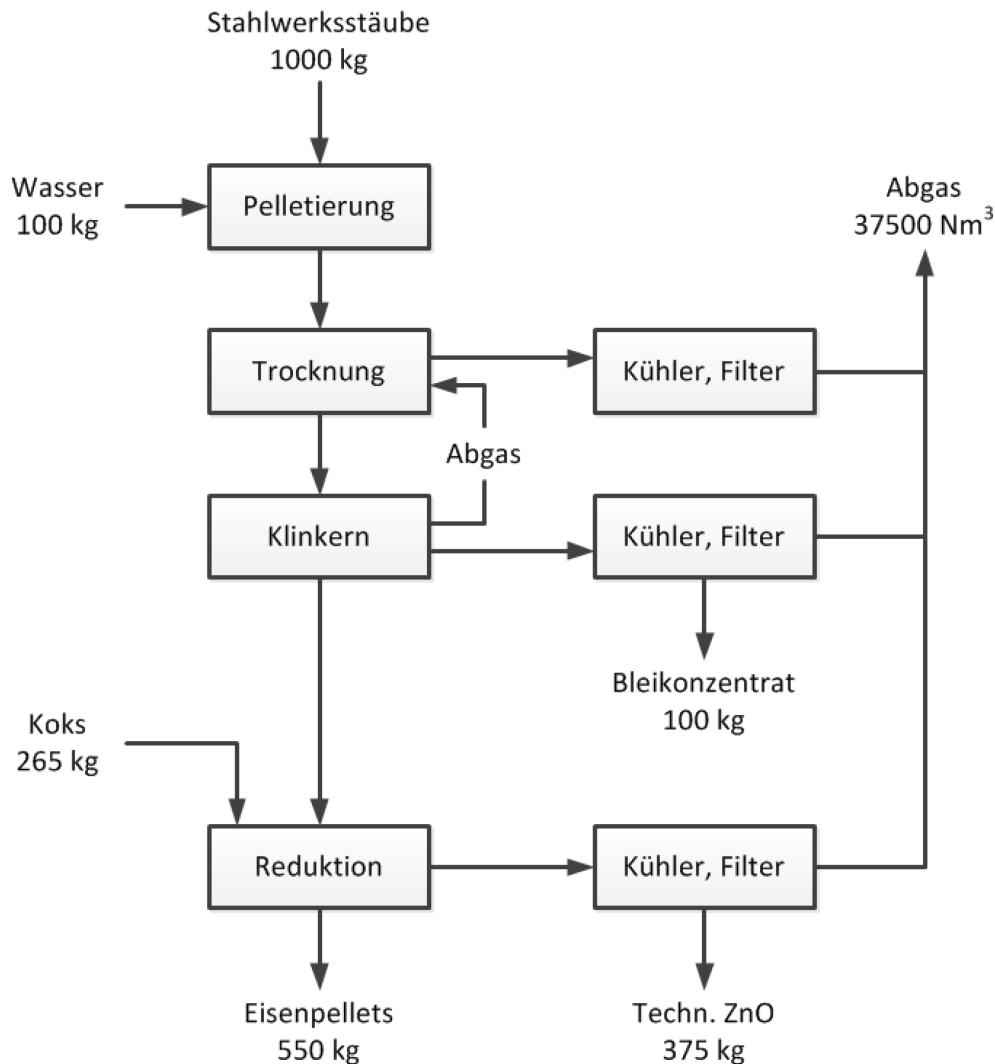 Stahlwerksstäube
1000 kg
Wasser
100 kg
Pelletierung
Abgas
37500 Nm³
Trocknung
Kühler, Filter
Abgas
Klinkern
Kühler, Filter
Bleikonzentrat
100 kg
Koks
265 kg
Reduktion
Kühler, Filter
Eisenpellets
550 kg
Techn. ZnO
375 kg